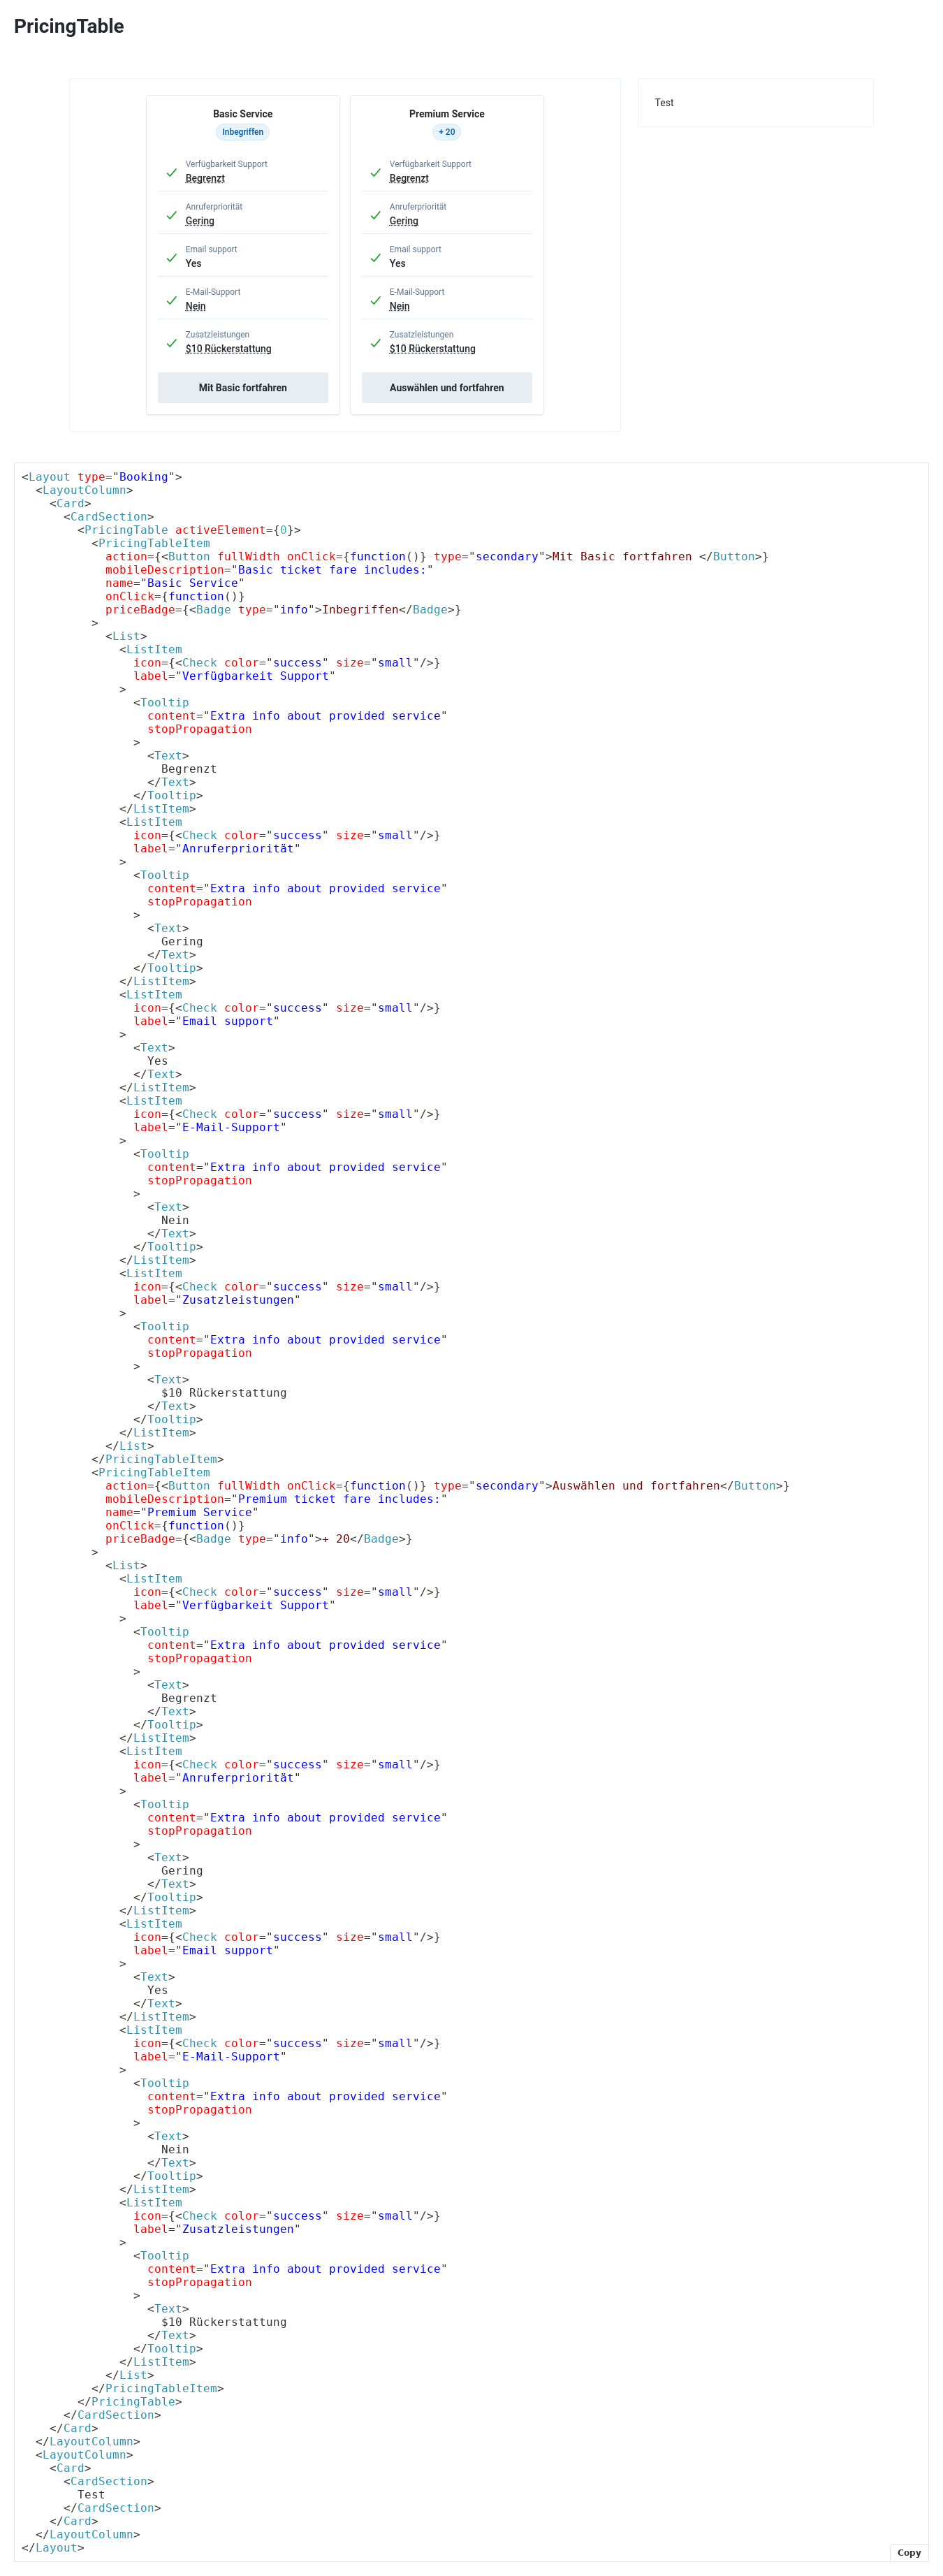 PricingTable
Basic Service
Inbegriffen
Verfügbarkeit Support
Begrenzt
Anruferpriorität
Gering
Email support
Yes
E-Mail-Support
Nein
Zusatzleistungen
$10 Rückerstattung
Mit Basic fortfahren
Premium Service
+ 20
Verfügbarkeit Support
Begrenzt
Anruferpriorität
Gering
Email support
Yes
E-Mail-Support
Nein
Zusatzleistungen
$10 Rückerstattung
Auswählen und fortfahren
Test
<Layout type="Booking">
  <LayoutColumn>
    <Card>
      <CardSection>
        <PricingTable activeElement={0}>
          <PricingTableItem
            action={<Button fullWidth onClick={function()} type="secondary">Mit Basic fortfahren </Button>}
            mobileDescription="Basic ticket fare includes:"
            name="Basic Service"
            onClick={function()}
            priceBadge={<Badge type="info">Inbegriffen</Badge>}
          >
            <List>
              <ListItem
                icon={<Check color="success" size="small"/>}
                label="Verfügbarkeit Support"
              >
                <Tooltip
                  content="Extra info about provided service"
                  stopPropagation
                >
                  <Text>
                    Begrenzt
                  </Text>
                </Tooltip>
              </ListItem>
              <ListItem
                icon={<Check color="success" size="small"/>}
                label="Anruferpriorität"
              >
                <Tooltip
                  content="Extra info about provided service"
                  stopPropagation
                >
                  <Text>
                    Gering
                  </Text>
                </Tooltip>
              </ListItem>
              <ListItem
                icon={<Check color="success" size="small"/>}
                label="Email support"
              >
                <Text>
                  Yes
                </Text>
              </ListItem>
              <ListItem
                icon={<Check color="success" size="small"/>}
                label="E-Mail-Support"
              >
                <Tooltip
                  content="Extra info about provided service"
                  stopPropagation
                >
                  <Text>
                    Nein
                  </Text>
                </Tooltip>
              </ListItem>
              <ListItem
                icon={<Check color="success" size="small"/>}
                label="Zusatzleistungen"
              >
                <Tooltip
                  content="Extra info about provided service"
                  stopPropagation
                >
                  <Text>
                    $10 Rückerstattung
                  </Text>
                </Tooltip>
              </ListItem>
            </List>
          </PricingTableItem>
          <PricingTableItem
            action={<Button fullWidth onClick={function()} type="secondary">Auswählen und fortfahren</Button>}
            mobileDescription="Premium ticket fare includes:"
            name="Premium Service"
            onClick={function()}
            priceBadge={<Badge type="info">+ 20</Badge>}
          >
            <List>
              <ListItem
                icon={<Check color="success" size="small"/>}
                label="Verfügbarkeit Support"
              >
                <Tooltip
                  content="Extra info about provided service"
                  stopPropagation
                >
                  <Text>
                    Begrenzt
                  </Text>
                </Tooltip>
              </ListItem>
              <ListItem
                icon={<Check color="success" size="small"/>}
                label="Anruferpriorität"
              >
                <Tooltip
                  content="Extra info about provided service"
                  stopPropagation
                >
                  <Text>
                    Gering
                  </Text>
                </Tooltip>
              </ListItem>
              <ListItem
                icon={<Check color="success" size="small"/>}
                label="Email support"
              >
                <Text>
                  Yes
                </Text>
              </ListItem>
              <ListItem
                icon={<Check color="success" size="small"/>}
                label="E-Mail-Support"
              >
                <Tooltip
                  content="Extra info about provided service"
                  stopPropagation
                >
                  <Text>
                    Nein
                  </Text>
                </Tooltip>
              </ListItem>
              <ListItem
                icon={<Check color="success" size="small"/>}
                label="Zusatzleistungen"
              >
                <Tooltip
                  content="Extra info about provided service"
                  stopPropagation
                >
                  <Text>
                    $10 Rückerstattung
                  </Text>
                </Tooltip>
              </ListItem>
            </List>
          </PricingTableItem>
        </PricingTable>
      </CardSection>
    </Card>
  </LayoutColumn>
  <LayoutColumn>
    <Card>
      <CardSection>
        Test
      </CardSection>
    </Card>
  </LayoutColumn>
</Layout>
Copy